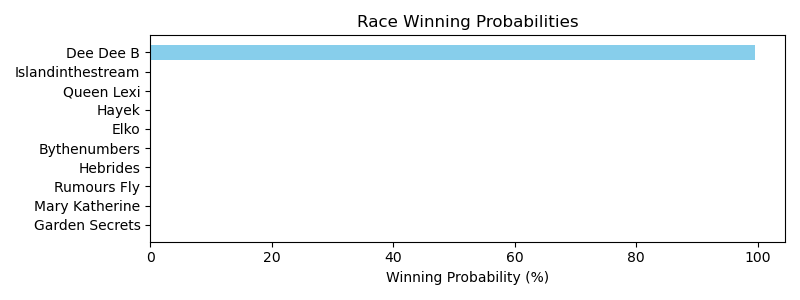 Race Winning Probabilities
Dee Dee B
Islandinthestream
Queen Lexi
Hayek
Elko
Bythenumbers
Hebrides
Rumours Fly
Mary Katherine
Garden Secrets
0 20 40 60 80 100
Winning Probability (%)